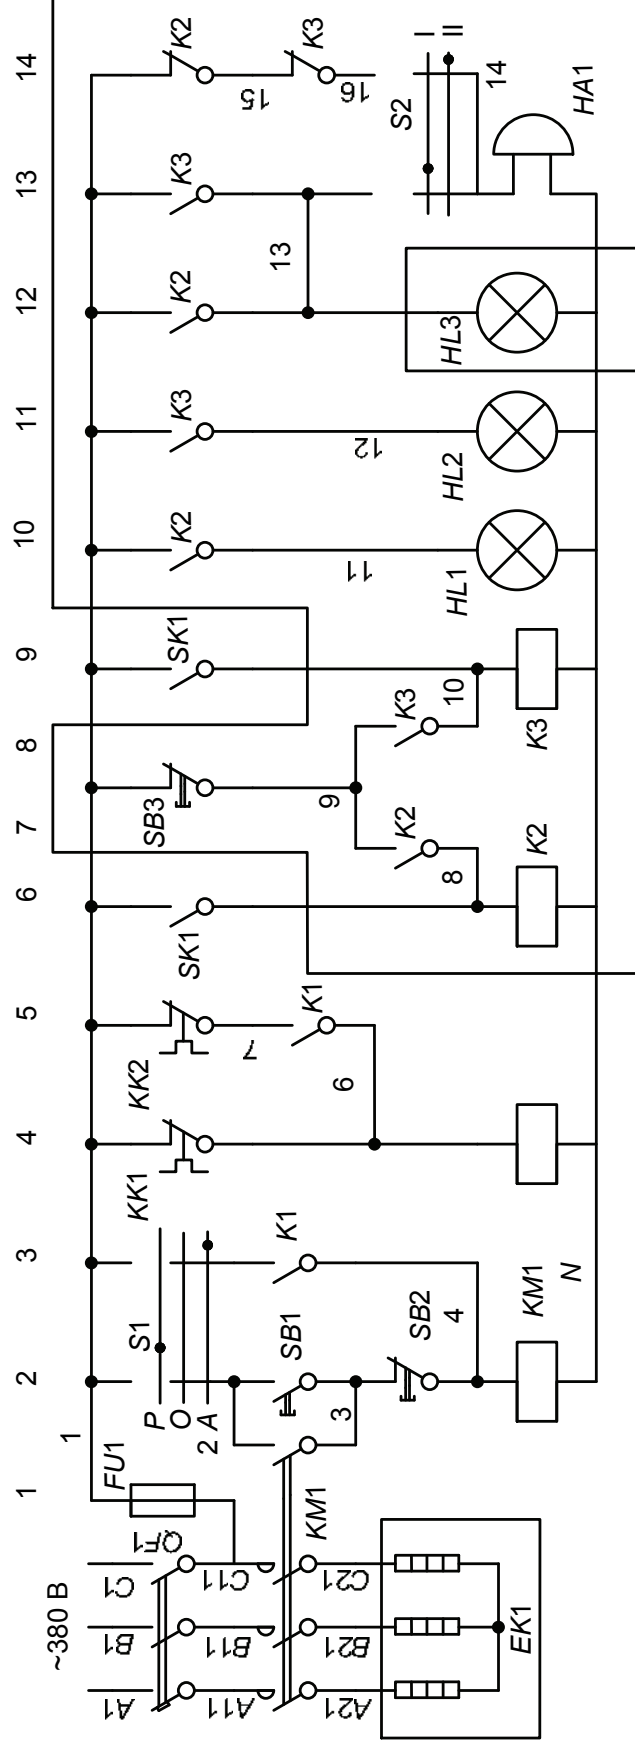 14
13
12
11
10
9
8
7
6
5
4
3
2
1
~380 В
A1
B1
C1
QF1
FU1
1
S1
P
O
A
2
KK1
KK2
SK1
SB3
SK1
K2
K3
K2
K3
K2
K3
A11
B11
C11
KM1
SB1
K1
7
K1
15
16
A21
B21
C21
3
SB2
4
6
8
K2
9
K3
10
11
12
13
S2
I
II
14
EK1
KM1
N
K2
K3
HL1
HL2
HL3
HA1